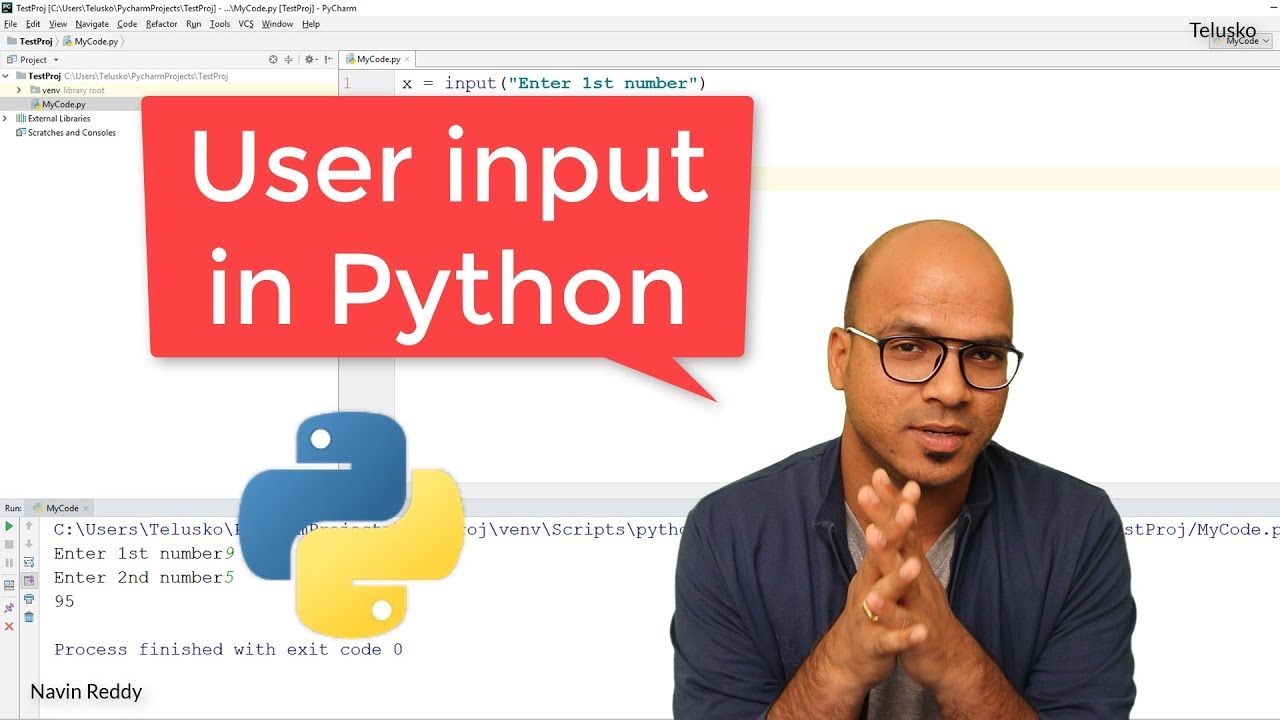 TestProj [C:\Users\Telusko\PycharmProjects\TestProj] - ...\MyCode.py [TestProj] - PyCharm
File Edit View Navigate Code Refactor Run Tools VCS Window Help
Telusko
TestProj MyCode.py
MyCode
Project
MyCode.py
TestProj C:\Users\Telusko\PycharmProjects\TestProj
1 x = input("Enter 1st number")
venv library root
MyCode.py
External Libraries
Scratches and Consoles
User input
in Python
Run: MyCode
C:\Users\Telusko\ \venv\Scripts\pytho stProj/MyCode.p
Enter 1st number9
Enter 2nd number5
95
Process finished with exit code 0
Navin Reddy